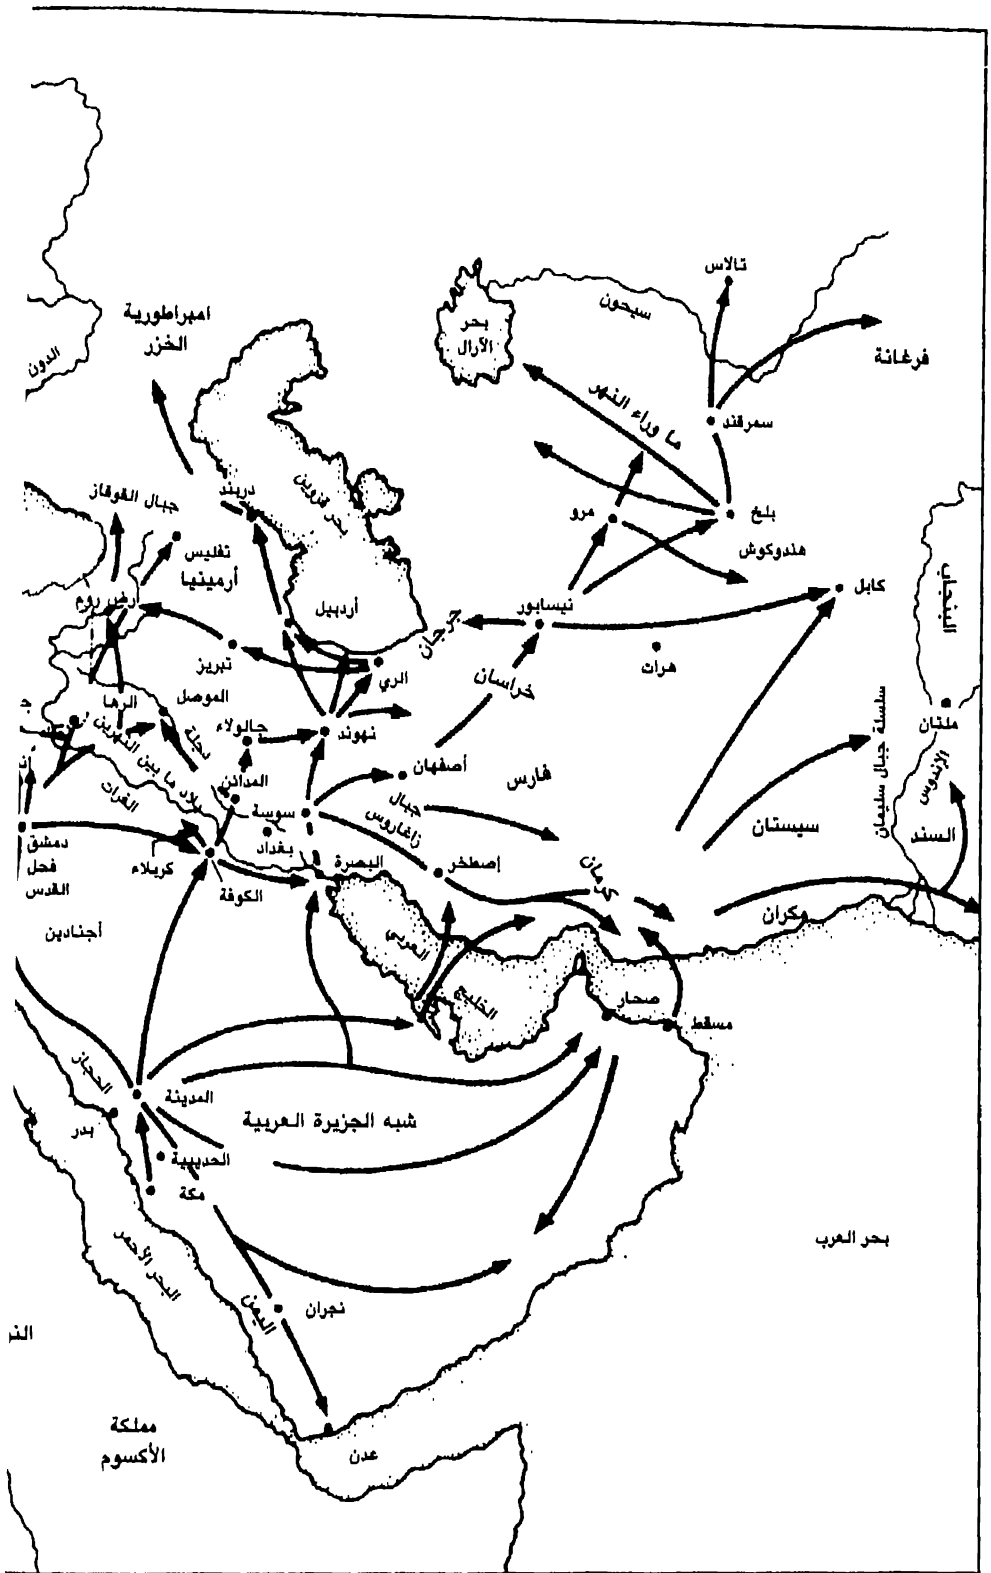 تالاس
سيحون
بحر
الآرال
امبراطورية
الخزر
الدون
فرغانة
سمرقند
ما وراء النهر
دربند
بحر قزوين
جبال القوقاز
تفليس
أرمينيا
مرو
بلخ
هندوكوش
كابل
البنجاب
أرض روم
أردبيل
جرجان
نيسابور
هرات
تبريز
الري
خراسان
الموصل
الرها
دجلة
جالولاء
نهوند
ملتان
سلسلة جبال سليمان
الإندوس
بلاد ما بين النهرين
الفرات
المدائن
أصفهان
فارس
جبال
زاغاروس
سوسة
بغداد
سيستان
السند
دمشق
فحل
القدس
كربلاء
الكوفة
البصرة
إصطخر
كرمان
مكران
أجنادين
العربي
الخليج
صحار
مسقط
الحجاز
المدينة
بدر
شبه الجزيرة العربية
الحديبية
مكة
البحر الأحمر
بحر العرب
اليمن
نجران
مملكة
الأكسوم
عدن